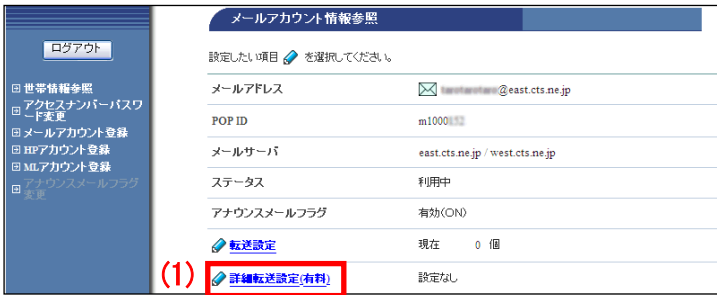 メールアカウント情報参照
ログアウト
設定したい項目 を選択してください。
世帯情報参照
アクセスナンバーパスワ
ード変更
メールアカウント登録
HPアカウント登録
MLアカウント登録
アナウンスメールフラグ
変更
メールアドレス @east.cts.ne.jp
POP ID m1000
メールサーバ east.cts.ne.jp / west.cts.ne.jp
ステータス 利用中
アナウンスメールフラグ 有効(ON)
転送設定 現在 0 個
(1) 詳細転送設定(有料) 設定なし